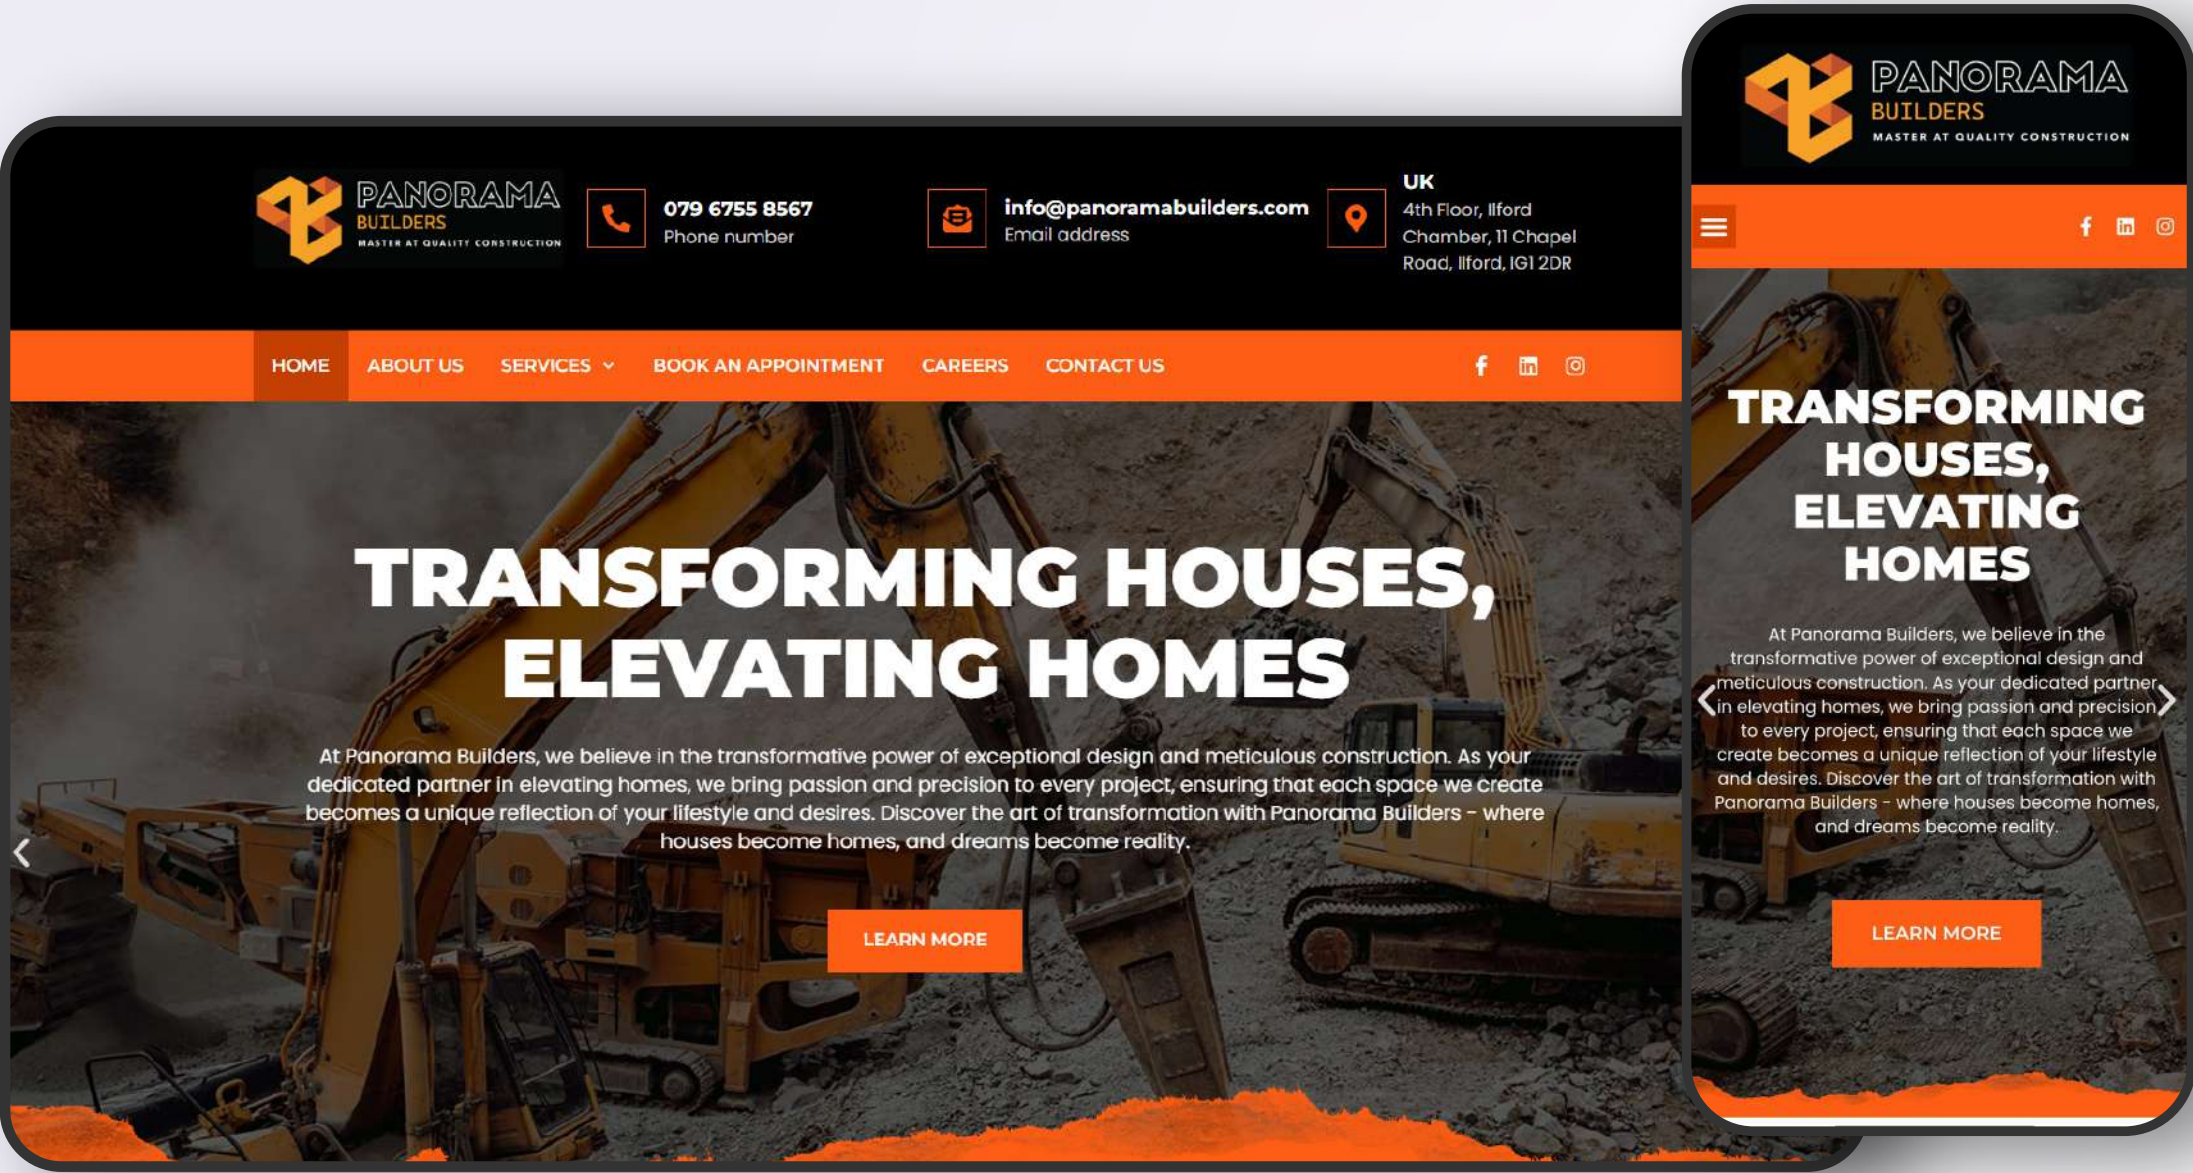 PANORAMA
BUILDERS
MASTER AT QUALITY CONSTRUCTION
079 6755 8567
Phone number
info@panoramabuilders.com
Email address
UK
4th Floor, Ilford
Chamber, 11 Chapel
Road, Ilford, IG1 2DR
HOME ABOUT US SERVICES BOOK AN APPOINTMENT CAREERS CONTACT US
TRANSFORMING HOUSES,
ELEVATING HOMES
At Panorama Builders, we believe in the transformative power of exceptional design and meticulous construction. As your
dedicated partner in elevating homes, we bring passion and precision to every project, ensuring that each space we create
becomes a unique reflection of your lifestyle and desires. Discover the art of transformation with Panorama Builders - where
houses become homes, and dreams become reality.
LEARN MORE
PANORAMA
BUILDERS
MASTER AT QUALITY CONSTRUCTION
TRANSFORMING
HOUSES,
ELEVATING
HOMES
At Panorama Builders, we believe in the
transformative power of exceptional design and
meticulous construction. As your dedicated partner
in elevating homes, we bring passion and precision
to every project, ensuring that each space we
create becomes a unique reflection of your lifestyle
and desires. Discover the art of transformation with
Panorama Builders - where houses become homes,
and dreams become reality.
LEARN MORE